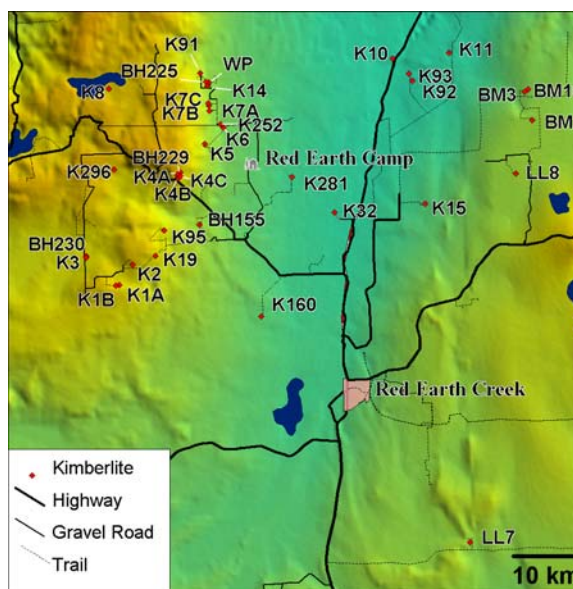 K91
WP
K10
K11
BH225
K93
K8
K14
K92
K7C
BM3
BM1
K7A
K7B
K252
BM
K6
K5
BH229
Red Earth Camp
K296
K4A
K4C
LL8
K281
K4B
K32
K15
BH155
K95
BH230
K3
K19
K2
K1B
K1A
K160
Red Earth Creek
Kimberlite
Highway
Gravel Road
Trail
LL7
10 km